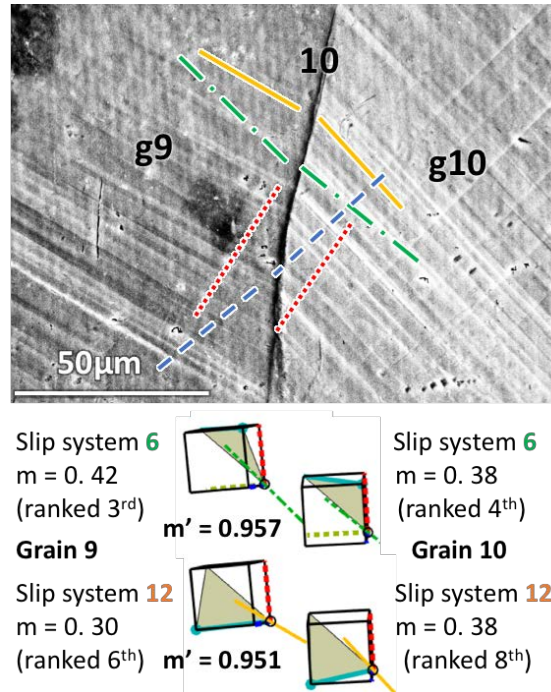 10
g9
g10
50µm
Slip system 6
m = 0. 42
(ranked 3rd)
Grain 9
Slip system 12
m = 0. 30
(ranked 6th)
m' = 0.957
m' = 0.951
Slip system 6
m = 0. 38
(ranked 4th)
Grain 10
Slip system 12
m = 0. 38
(ranked 8th)